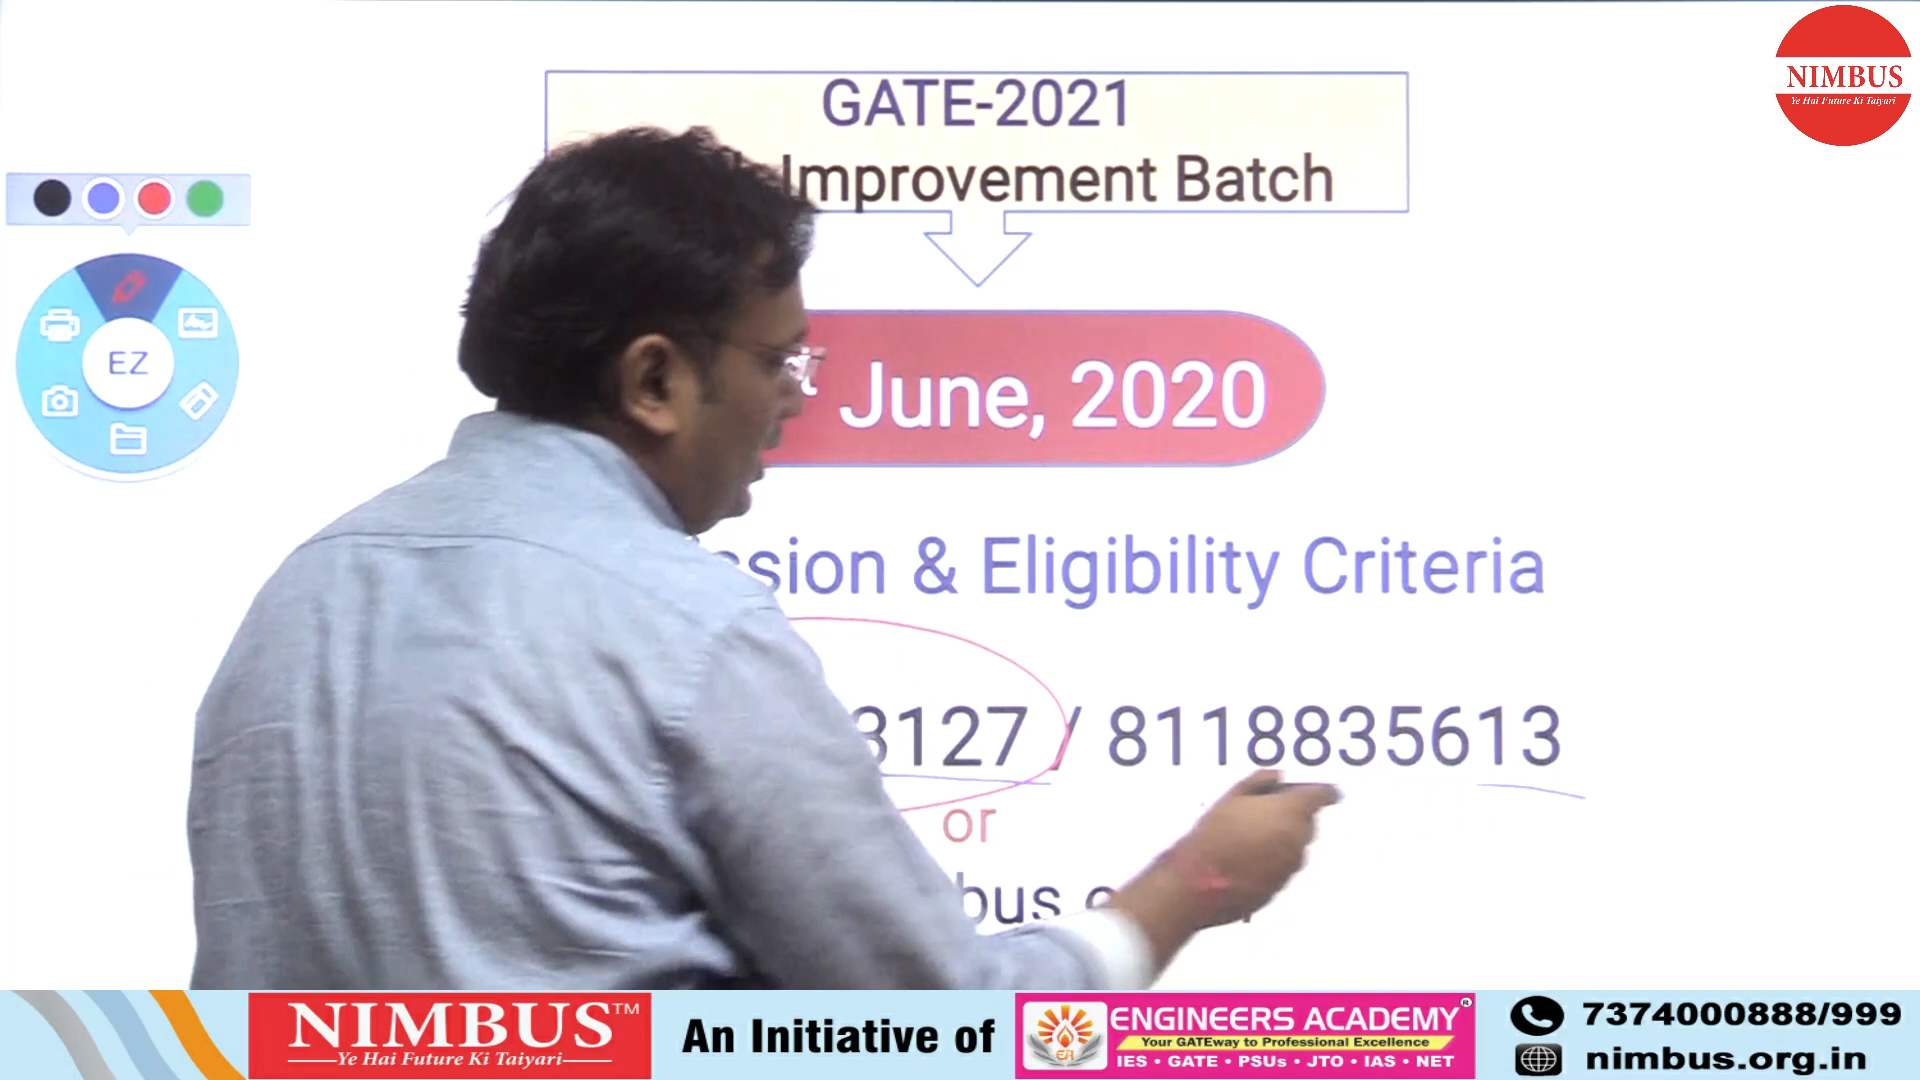 GATE-2021
Improvement Batch
June, 2020
& Eligibility Criteria
3127 / 8118835613
or
NIMBUS
Ye Hai Future Ki Taiyari
EZ
NIMBUS™
Ye Hai Future Ki Taiyari
An Initiative of
ENGINEERS ACADEMY®
Your GATEway to Professional Excellence
IES • GATE • PSUs • JTO • IAS • NET
7374000888/999
nimbus.org.in